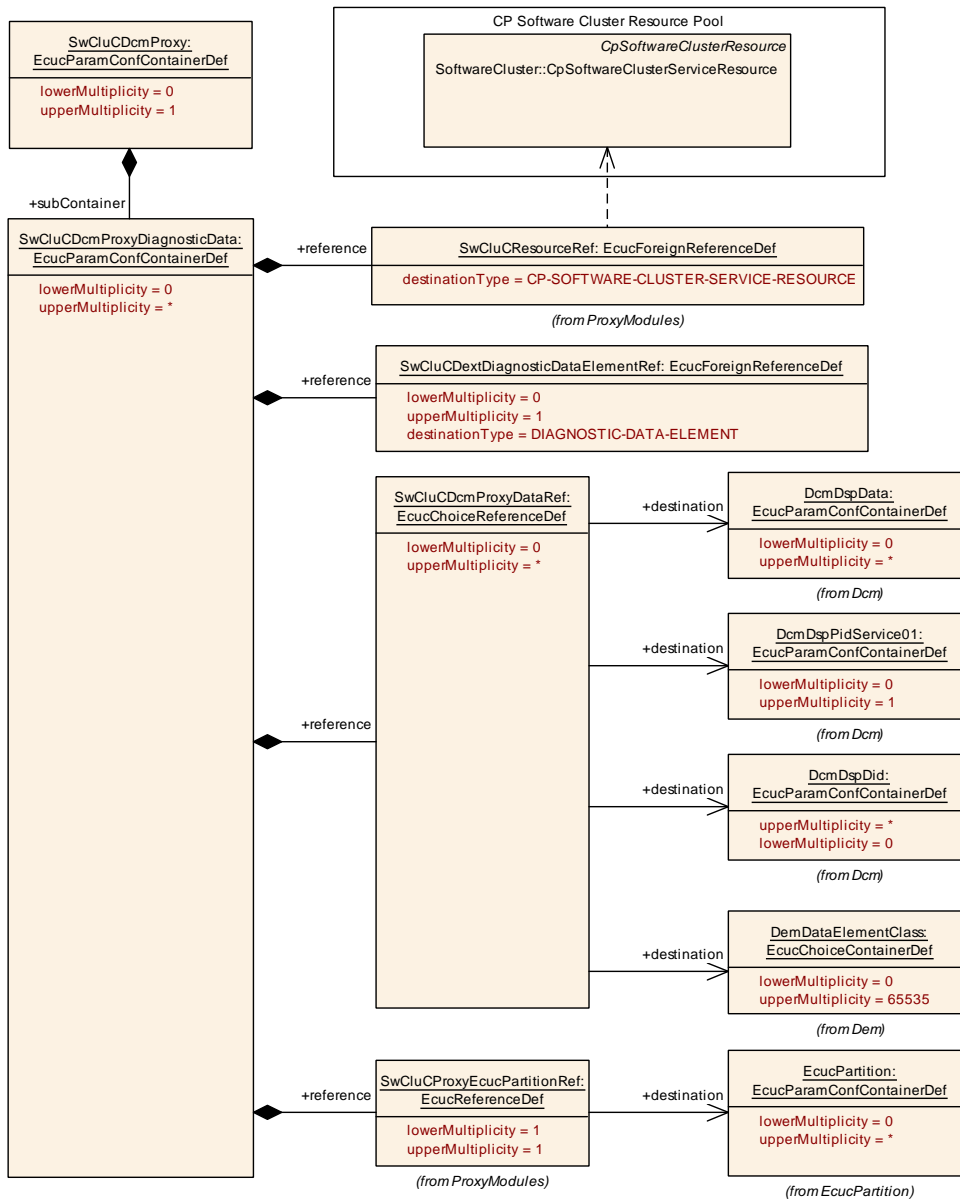 CP Software Cluster Resource Pool
SwCluCDcmProxy:
EcucParamConfContainerDef
lowerMultiplicity = 0
upperMultiplicity = 1
CpSoftwareClusterResource
SoftwareCluster::CpSoftwareClusterServiceResource
+subContainer
SwCluCDcmProxyDiagnosticData:
EcucParamConfContainerDef
lowerMultiplicity = 0
upperMultiplicity = *
+reference
SwCluCResourceRef: EcucForeignReferenceDef
destinationType = CP-SOFTWARE-CLUSTER-SERVICE-RESOURCE
(from ProxyModules)
+reference
SwCluCDextDiagnosticDataElementRef: EcucForeignReferenceDef
lowerMultiplicity = 0
upperMultiplicity = 1
destinationType = DIAGNOSTIC-DATA-ELEMENT
+reference
SwCluCDcmProxyDataRef:
EcucChoiceReferenceDef
lowerMultiplicity = 0
upperMultiplicity = *
+destination
DcmDspData:
EcucParamConfContainerDef
lowerMultiplicity = 0
upperMultiplicity = *
(from Dcm)
+destination
DcmDspPidService01:
EcucParamConfContainerDef
lowerMultiplicity = 0
upperMultiplicity = 1
(from Dcm)
+destination
DcmDspDid:
EcucParamConfContainerDef
upperMultiplicity = *
lowerMultiplicity = 0
(from Dcm)
+destination
DemDataElementClass:
EcucChoiceContainerDef
lowerMultiplicity = 0
upperMultiplicity = 65535
(from Dem)
+reference
SwCluCProxyEcucPartitionRef:
EcucReferenceDef
lowerMultiplicity = 1
upperMultiplicity = 1
(from ProxyModules)
+destination
EcucPartition:
EcucParamConfContainerDef
lowerMultiplicity = 0
upperMultiplicity = *
(from EcucPartition)